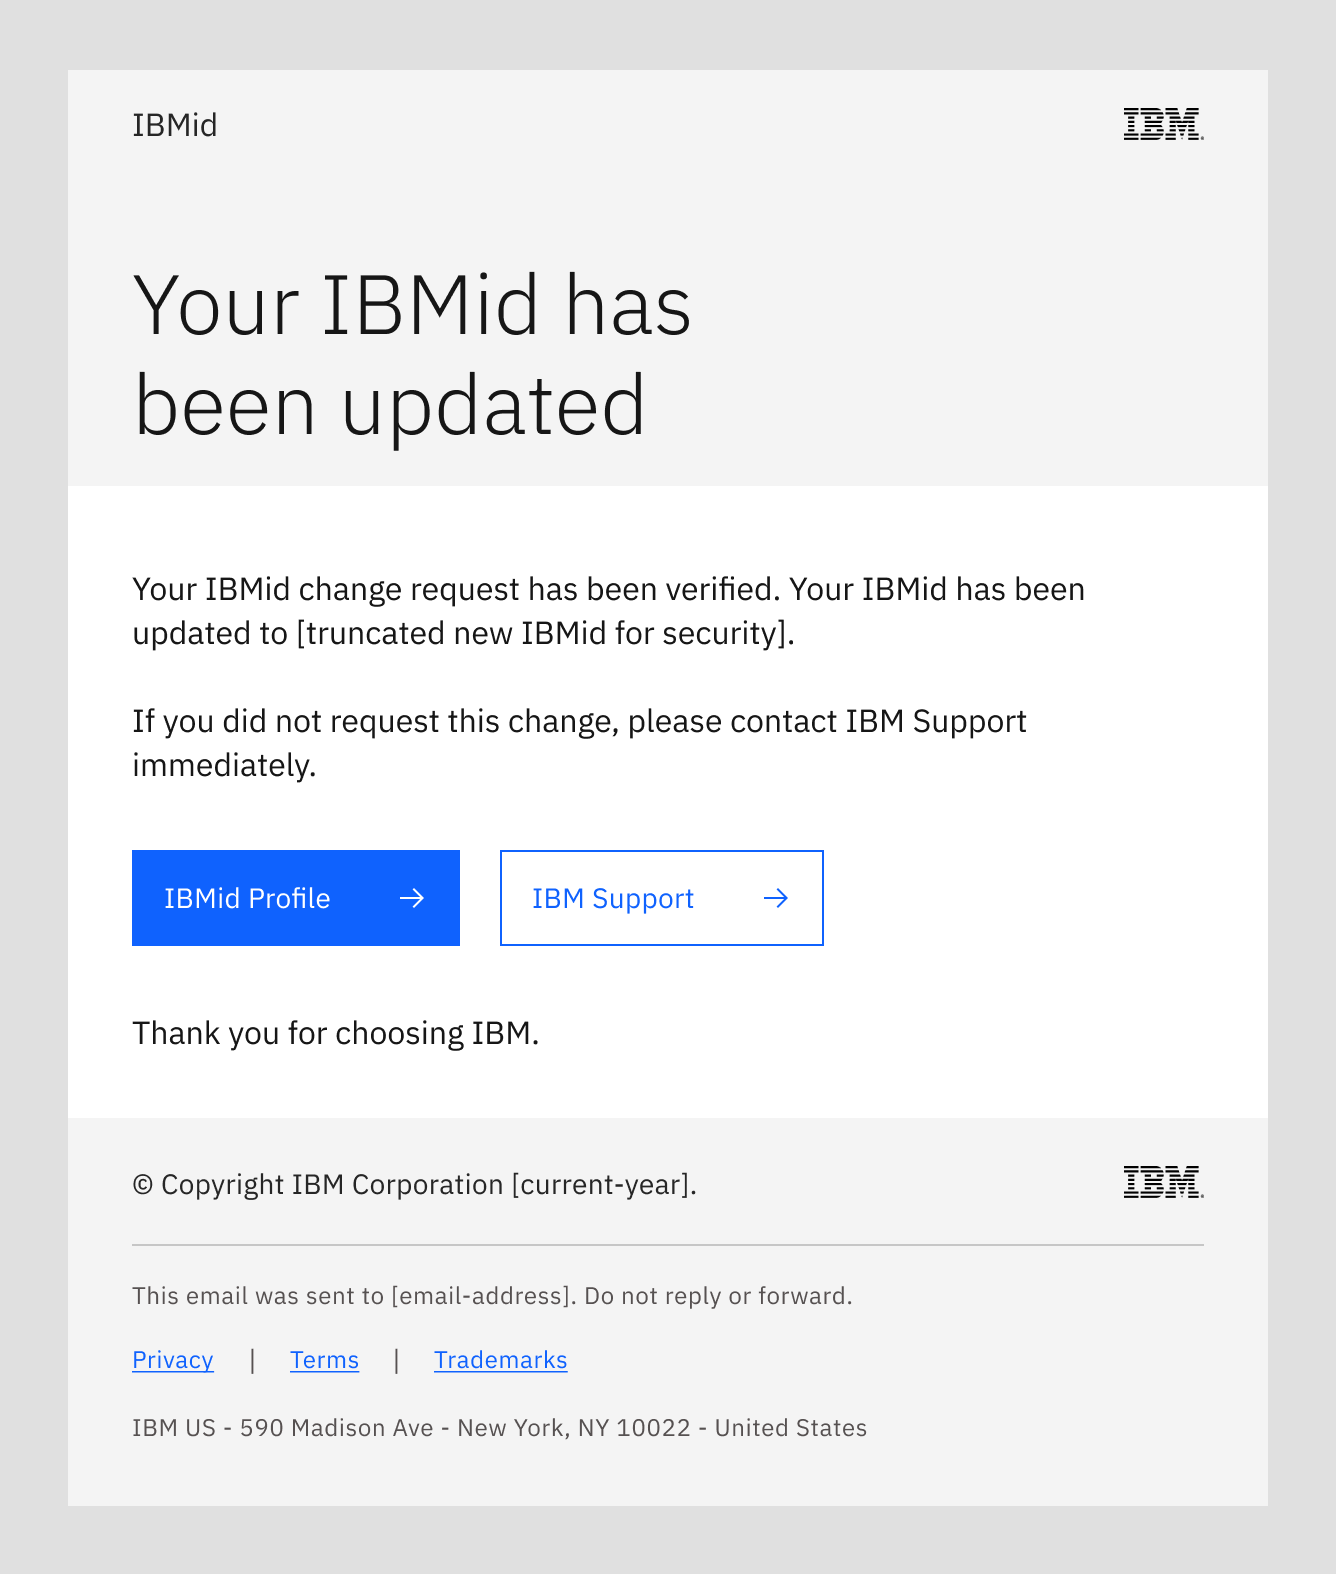 IBMid
IBM
Your IBMid has
been updated
Your IBMid change request has been verified. Your IBMid has been
updated to [truncated new IBMid for security].
If you did not request this change, please contact IBM Support
immediately.
IBMid Profile
IBM Support
Thank you for choosing IBM.
© Copyright IBM Corporation [current-year].
IBM
This email was sent to [email-address]. Do not reply or forward.
Privacy | Terms | Trademarks
IBM US - 590 Madison Ave - New York, NY 10022 - United States